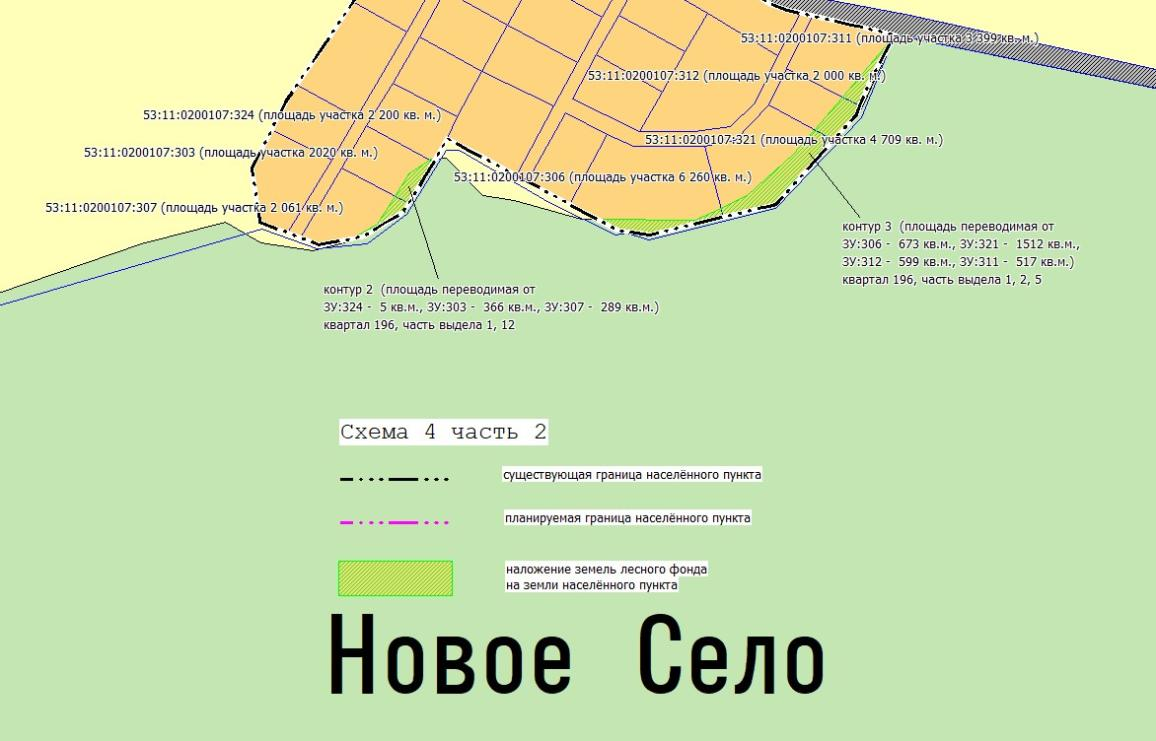 53:11:0200107:311 (площадь участка 3 399 кв. м.)
53:11:0200107:312 (площадь участка 2 000 кв. м.)
53:11:0200107:324 (площадь участка 2 200 кв. м.)
53:11:0200107:321 (площадь участка 4 709 кв. м.)
53:11:0200107:303 (площадь участка 2020 кв. м.)
53:11:0200107:306 (площадь участка 6 260 кв. м.)
53:11:0200107:307 (площадь участка 2 061 кв. м.)
контур 3 (площадь переводимая от
ЗУ:306 - 673 кв.м., ЗУ:321 - 1512 кв.м.,
ЗУ:312 - 599 кв.м., ЗУ:311 - 517 кв.м.)
квартал 196, часть выдела 1, 2, 5
контур 2 (площадь переводимая от
ЗУ:324 - 5 кв.м., ЗУ:303 - 366 кв.м., ЗУ:307 - 289 кв.м.)
квартал 196, часть выдела 1, 12
Схема 4 часть 2
существующая граница населённого пункта
планируемая граница населённого пункта
наложение земель лесного фонда
на земли населённого пункта
Новое Село